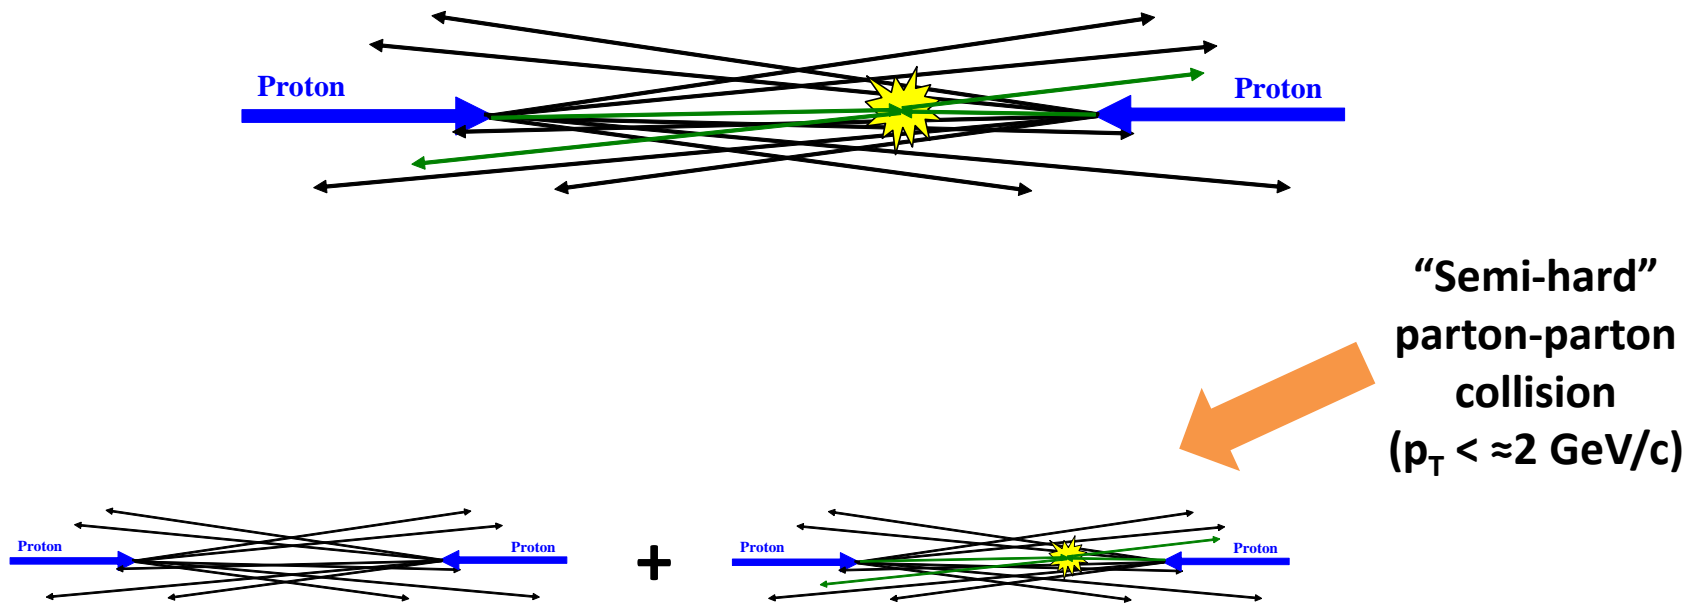 Proton
Proton
“Semi-hard”
parton-parton
collision
(pT < ≈2 GeV/c)
Proton
Proton
+
Proton
Proton